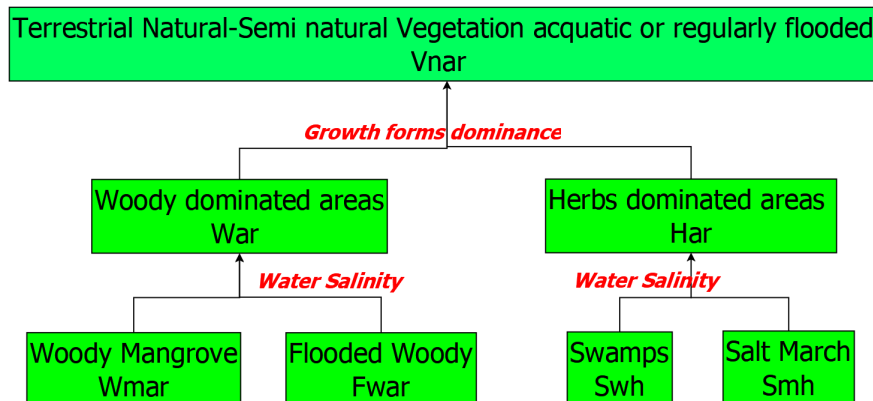 Terrestrial Natural-Semi natural Vegetation acquatic or regularly flooded
Vnar
Growth forms dominance
Woody dominated areas
War
Herbs dominated areas
Har
Water Salinity
Water Salinity
Woody Mangrove
Wmar
Flooded Woody
Fwar
Swamps
Swh
Salt March
Smh